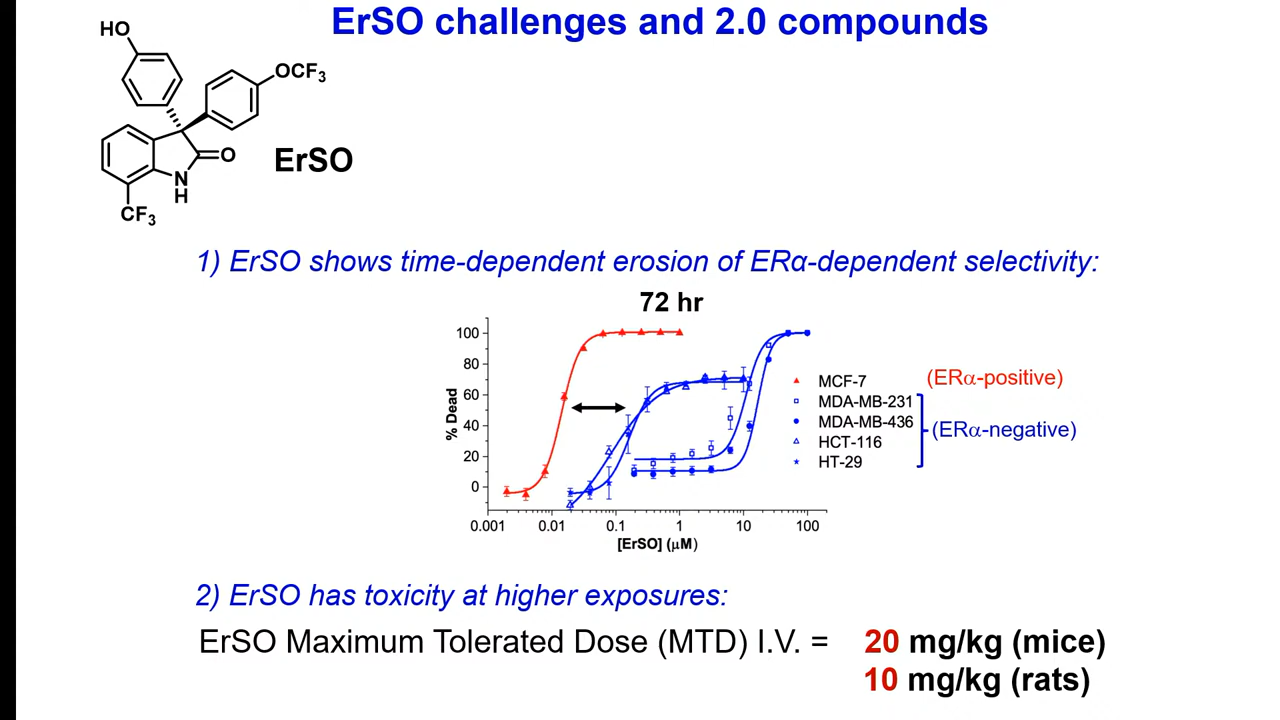 ErSO challenges and 2.0 compounds
HO
OCF₃
O
N
H
CF₃
ErSO
1) ErSO shows time-dependent erosion of ERα-dependent selectivity:
72 hr
100
80
60
40
20
0
% Dead
0.001 0.01 0.1 1 10 100
[ErSO] (μM)
MCF-7 (ERα-positive)
MDA-MB-231
MDA-MB-436 (ERα-negative)
HCT-116
HT-29
2) ErSO has toxicity at higher exposures:
ErSO Maximum Tolerated Dose (MTD) I.V. = 20 mg/kg (mice)
10 mg/kg (rats)